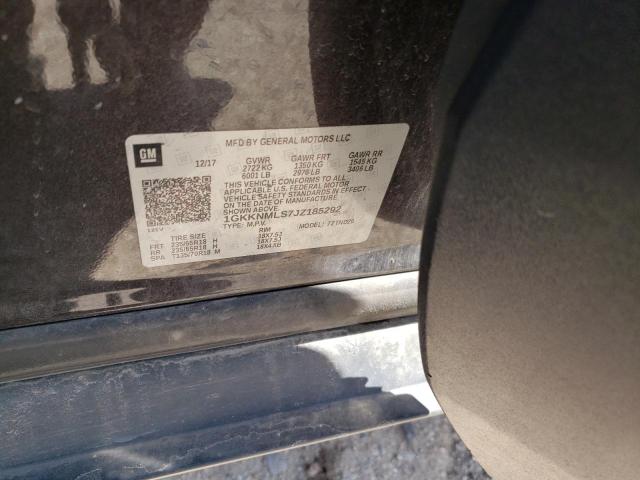 GM
MFD BY GENERAL MOTORS LLC
12/17 GVWR GAWR FRT GAWR RR
2722 KG 1350 KG 1545 KG
6001 LB 2976 LB 3406 LB
THIS VEHICLE CONFORMS TO ALL
APPLICABLE U.S. FEDERAL MOTOR
VEHICLE SAFETY STANDARDS IN EFFECT
ON THE DATE OF MANUFACTURE
SHOWN ABOVE.
1GKKNMLS7JZ185292
TYPE: M.P.V. MODEL:
TIRE SIZE RIM
FRT 235/65R18 H 18X7.5J
RR 235/65R18 H 18X7.5J
SPA T135/70R18 M